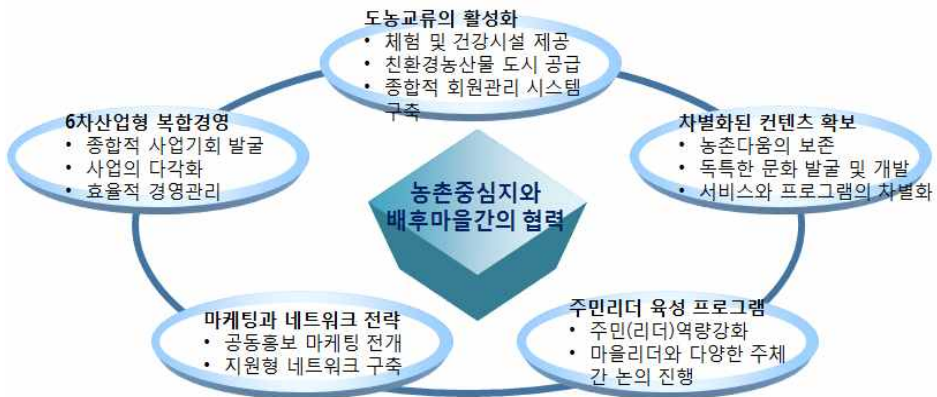 도농교류의 활성화
• 체험 및 건강시설 제공
• 친환경농산물 도시 공급
• 종합적 회원관리 시스템
구축
6차산업형 복합경영
• 종합적 사업기회 발굴
• 사업의 다각화
• 효율적 경영관리
차별화된 컨텐츠 확보
• 농촌다움의 보존
• 독특한 문화 발굴 및 개발
• 서비스와 프로그램의 차별화
농촌중심지와
배후마을간의 협력
마케팅과 네트워크 전략
• 공동홍보 마케팅 전개
• 지원형 네트워크 구축
주민리더 육성 프로그램
• 주민(리더)역량강화
• 마을리더와 다양한 주체
간 논의 진행